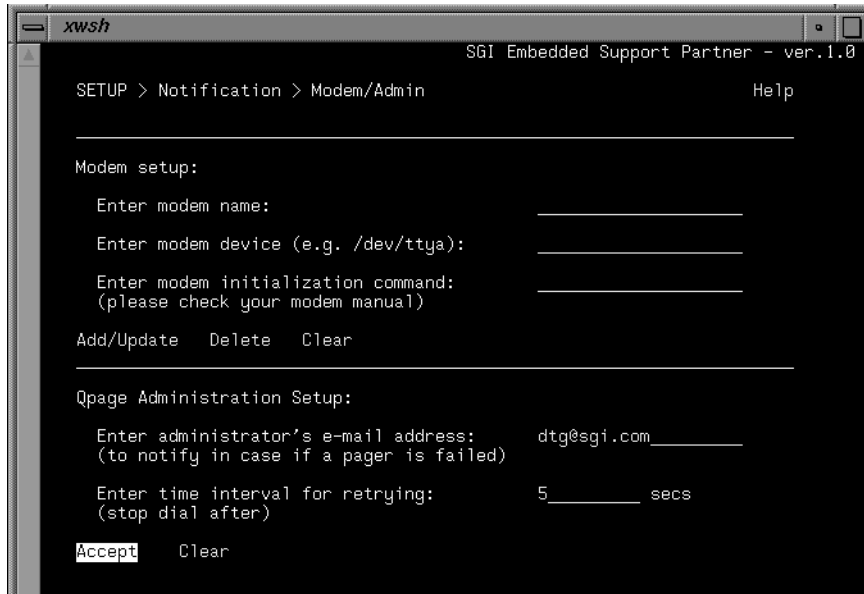 xwsh
SGI Embedded Support Partner - ver.1.0
SETUP > Notification > Modem/Admin Help
Modem setup:
Enter modem name:
Enter modem device (e.g. /dev/ttya):
Enter modem initialization command:
(please check your modem manual)
Add/Update Delete Clear
Qpage Administration Setup:
Enter administrator's e-mail address: dtg@sgi.com
(to notify in case if a pager is failed)
Enter time interval for retrying: 5 secs
(stop dial after)
Accept Clear